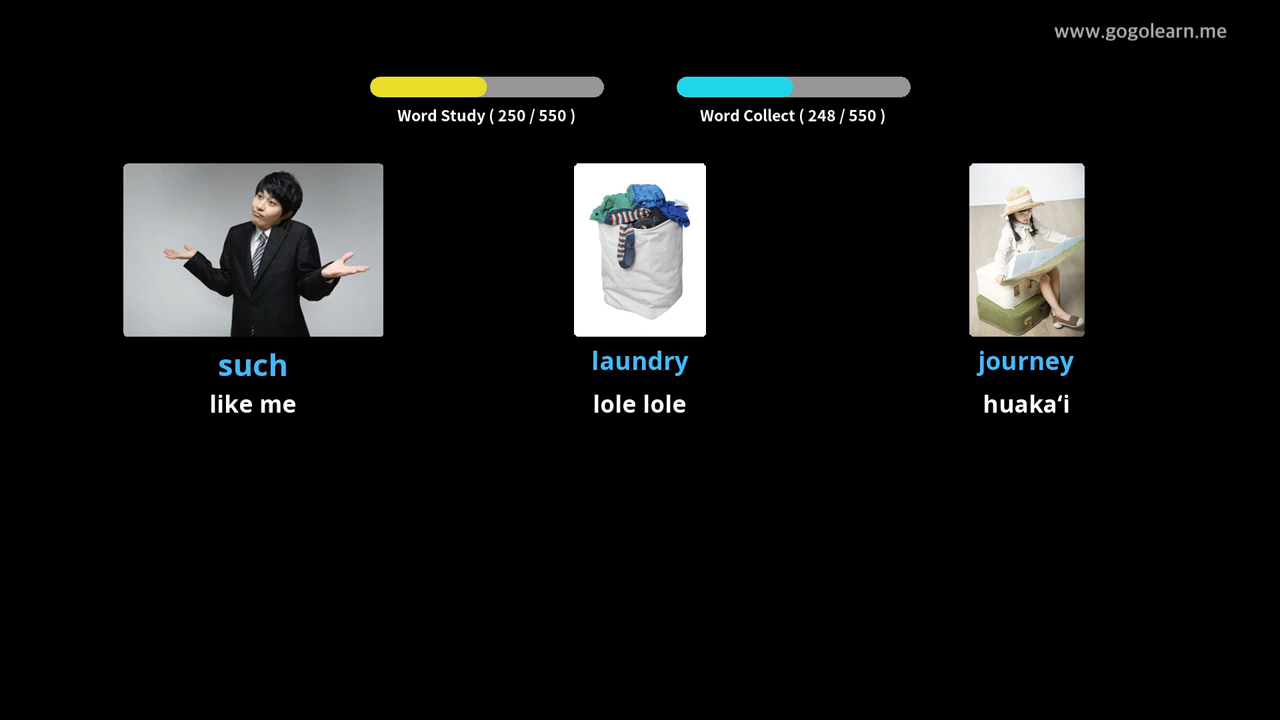 www.gogolearn.me
Word Study ( 250 / 550 )
Word Collect ( 248 / 550 )
such
like me
laundry
lole lole
journey
huakaʻi